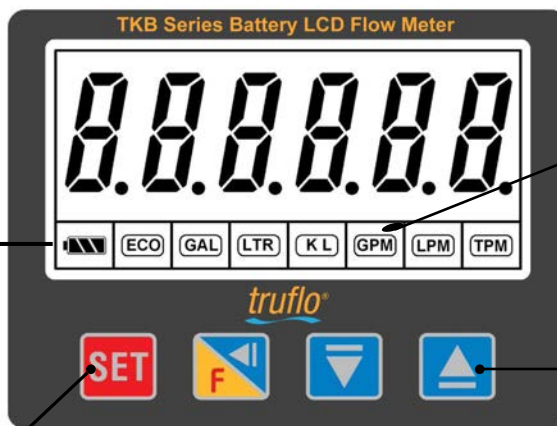 TKB Series Battery LCD Flow Meter
8.8.8.8.8.8.
ECO GAL LTR K L GPM LPM TPM
truflo®
SET F